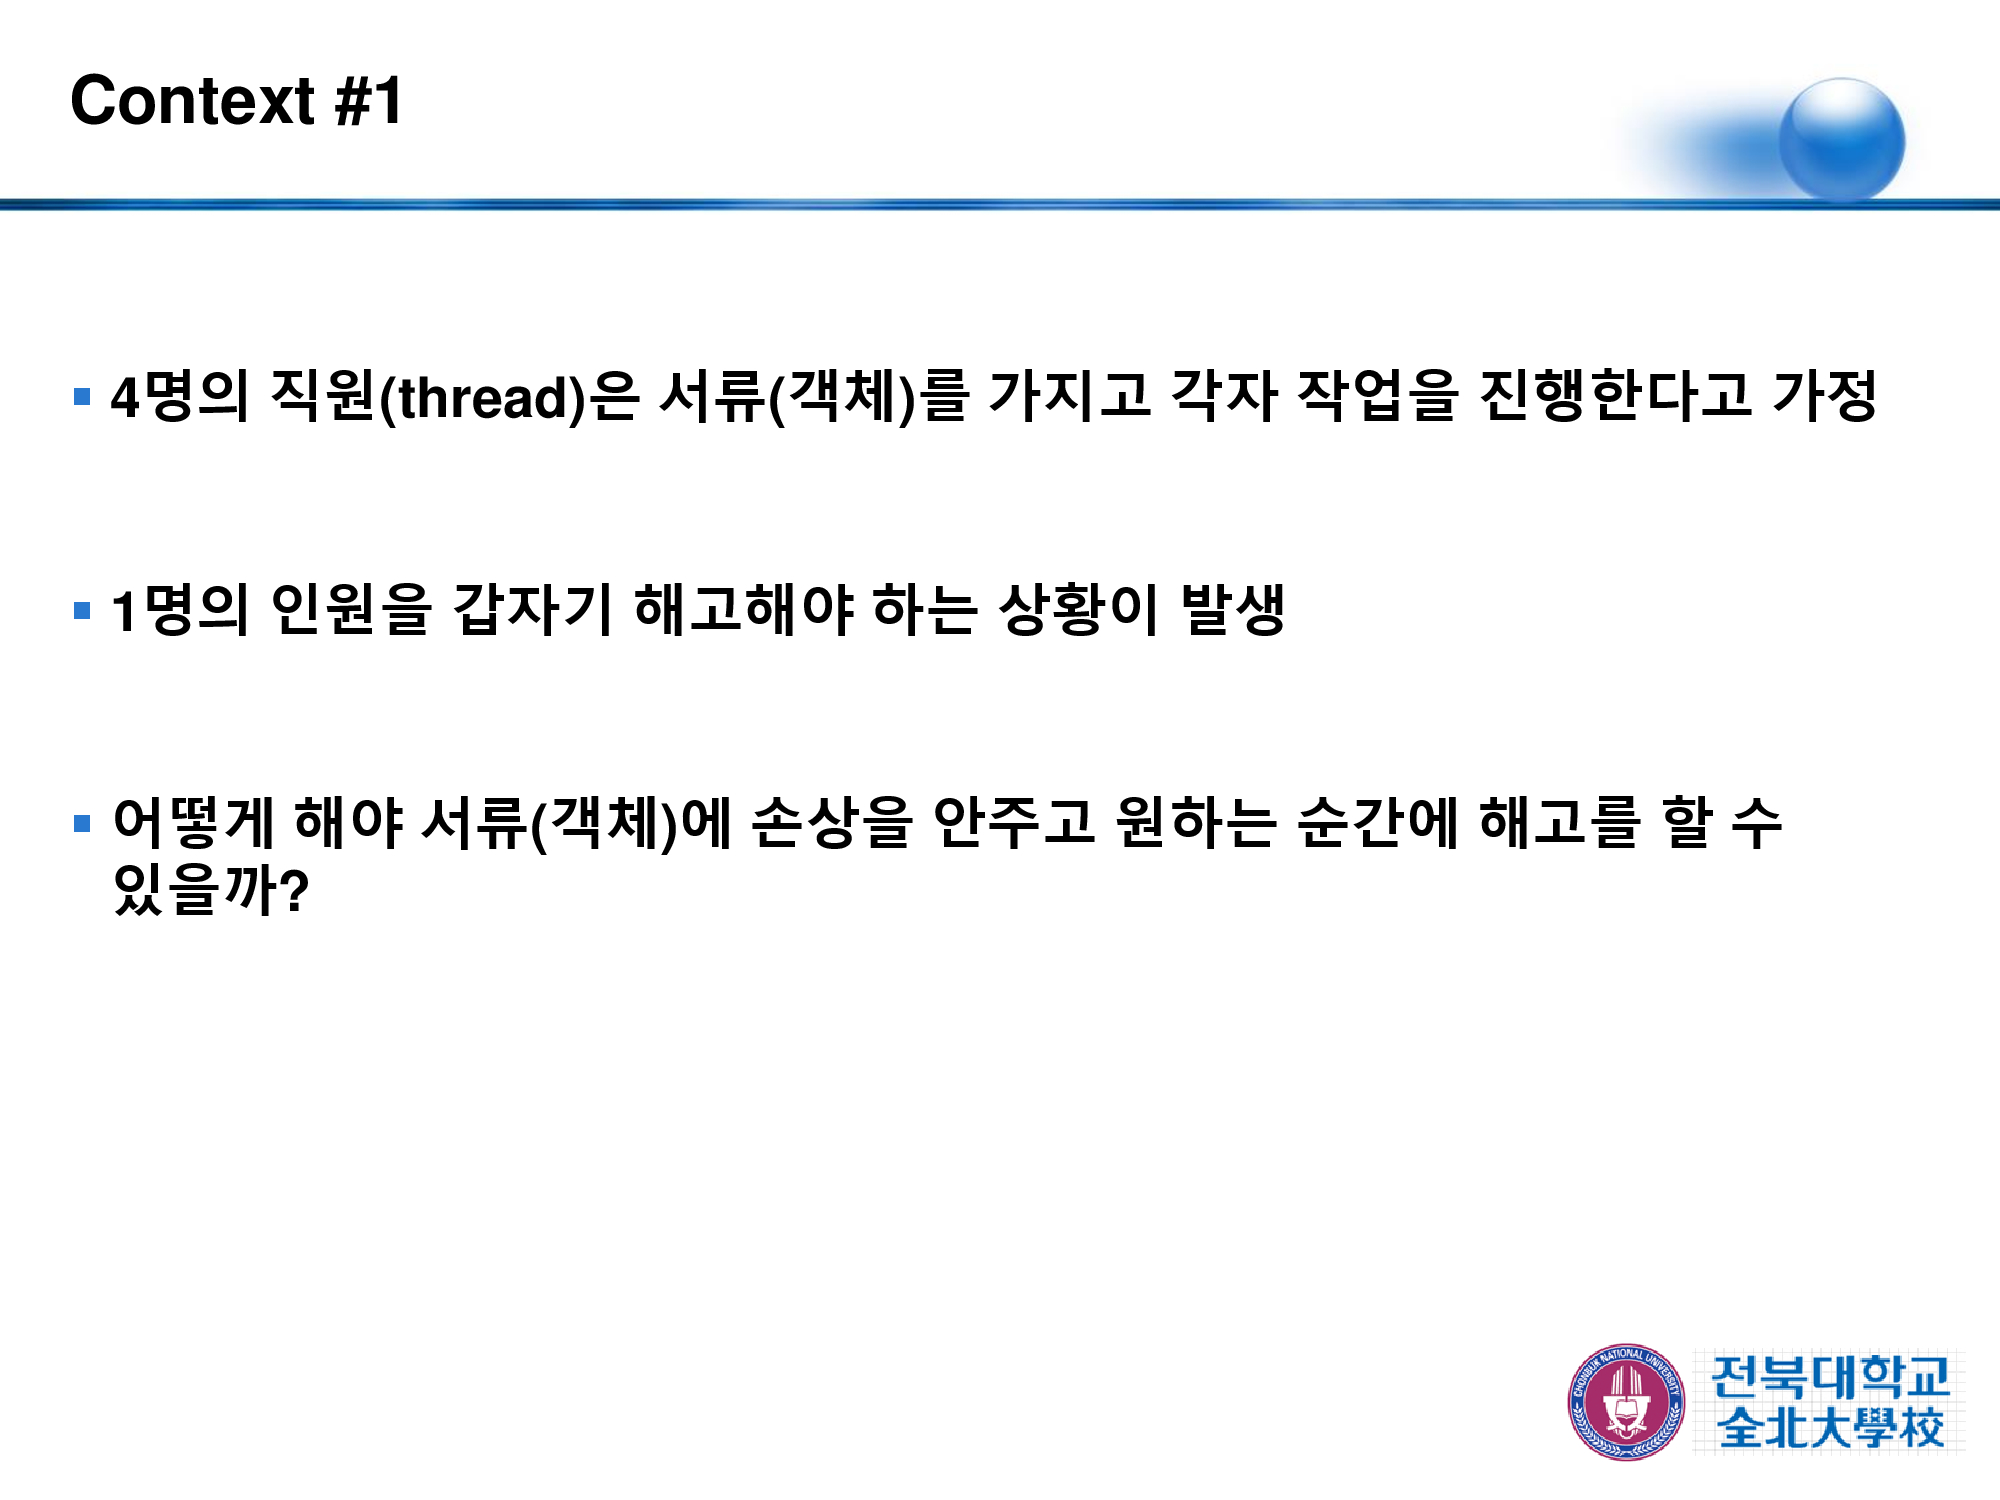 Context #1
4명의 직원(thread)은 서류(객체)를 가지고 각자 작업을 진행한다고 가정
1명의 인원을 갑자기 해고해야 하는 상황이 발생
어떻게 해야 서류(객체)에 손상을 안주고 원하는 순간에 해고를 할 수
있을까?
CHONBUK NATIONAL UNIVERSITY
전북대학교
全北大學校